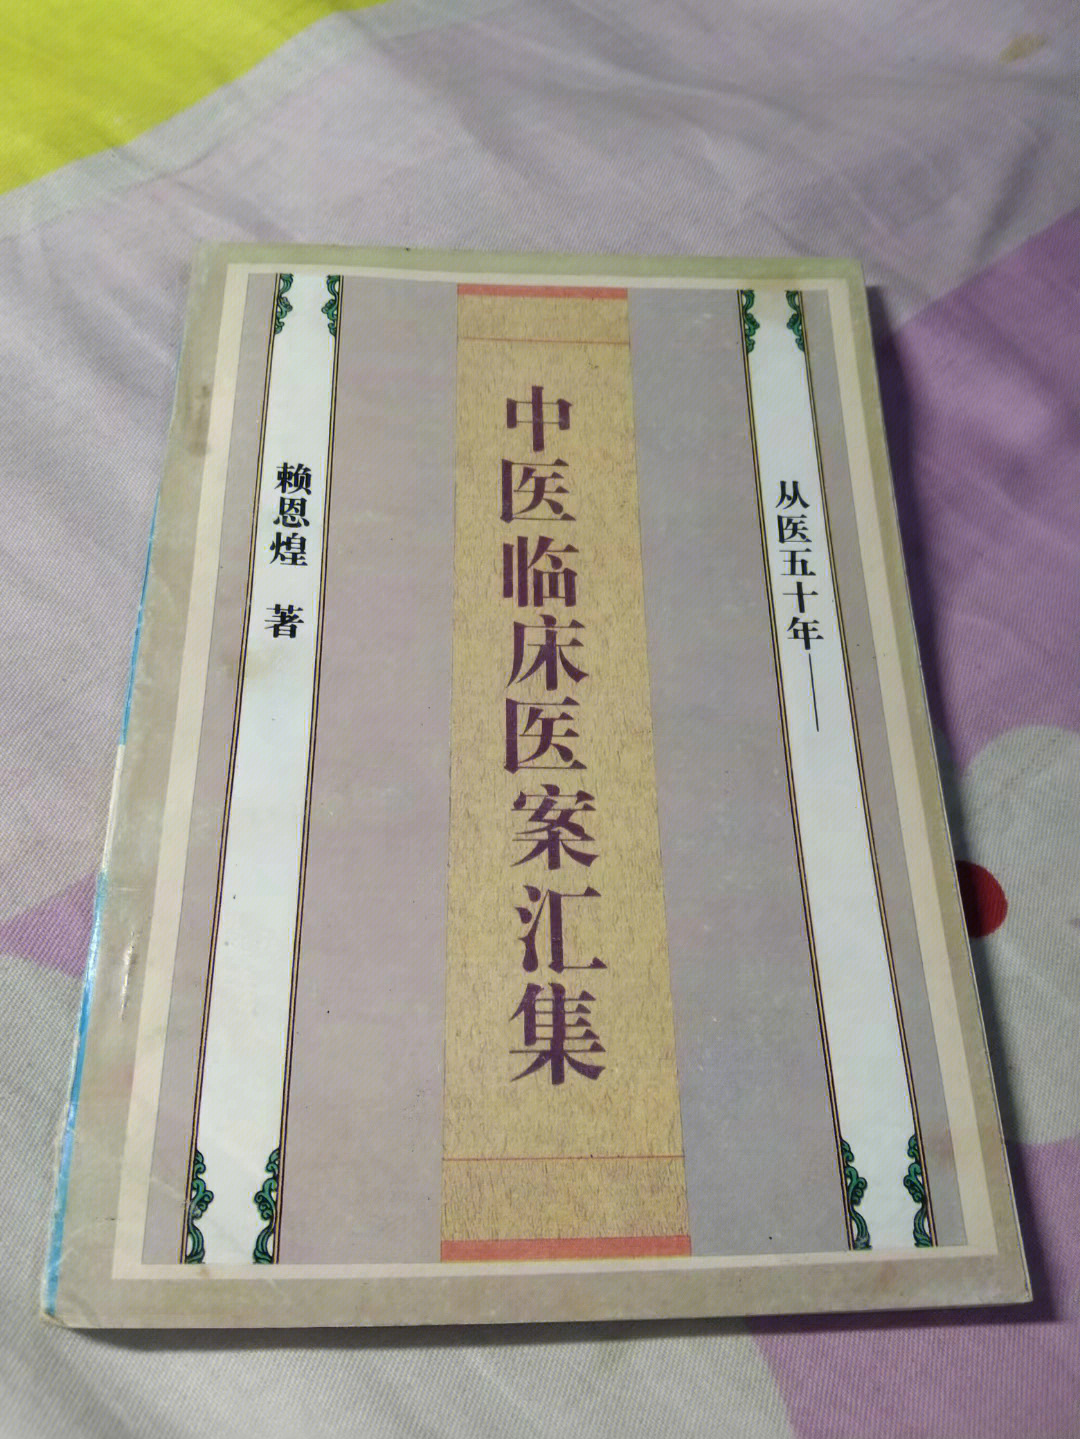 从医五十年——
中医临床医案汇集
赖恩煌 著